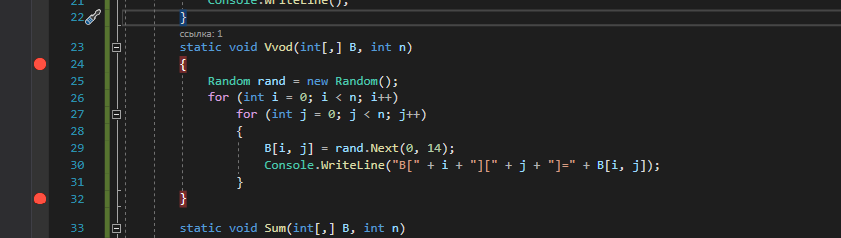 21 Console.WriteLine();
22 }
ссылка: 1
23 static void Vvod(int[,] B, int n)
24 {
25 Random rand = new Random();
26 for (int i = 0; i < n; i++)
27 for (int j = 0; j < n; j++)
28 {
29 B[i, j] = rand.Next(0, 14);
30 Console.WriteLine("B[" + i + "][" + j + "]=" + B[i, j]);
31 }
32 }
33 static void Sum(int[,] B, int n)